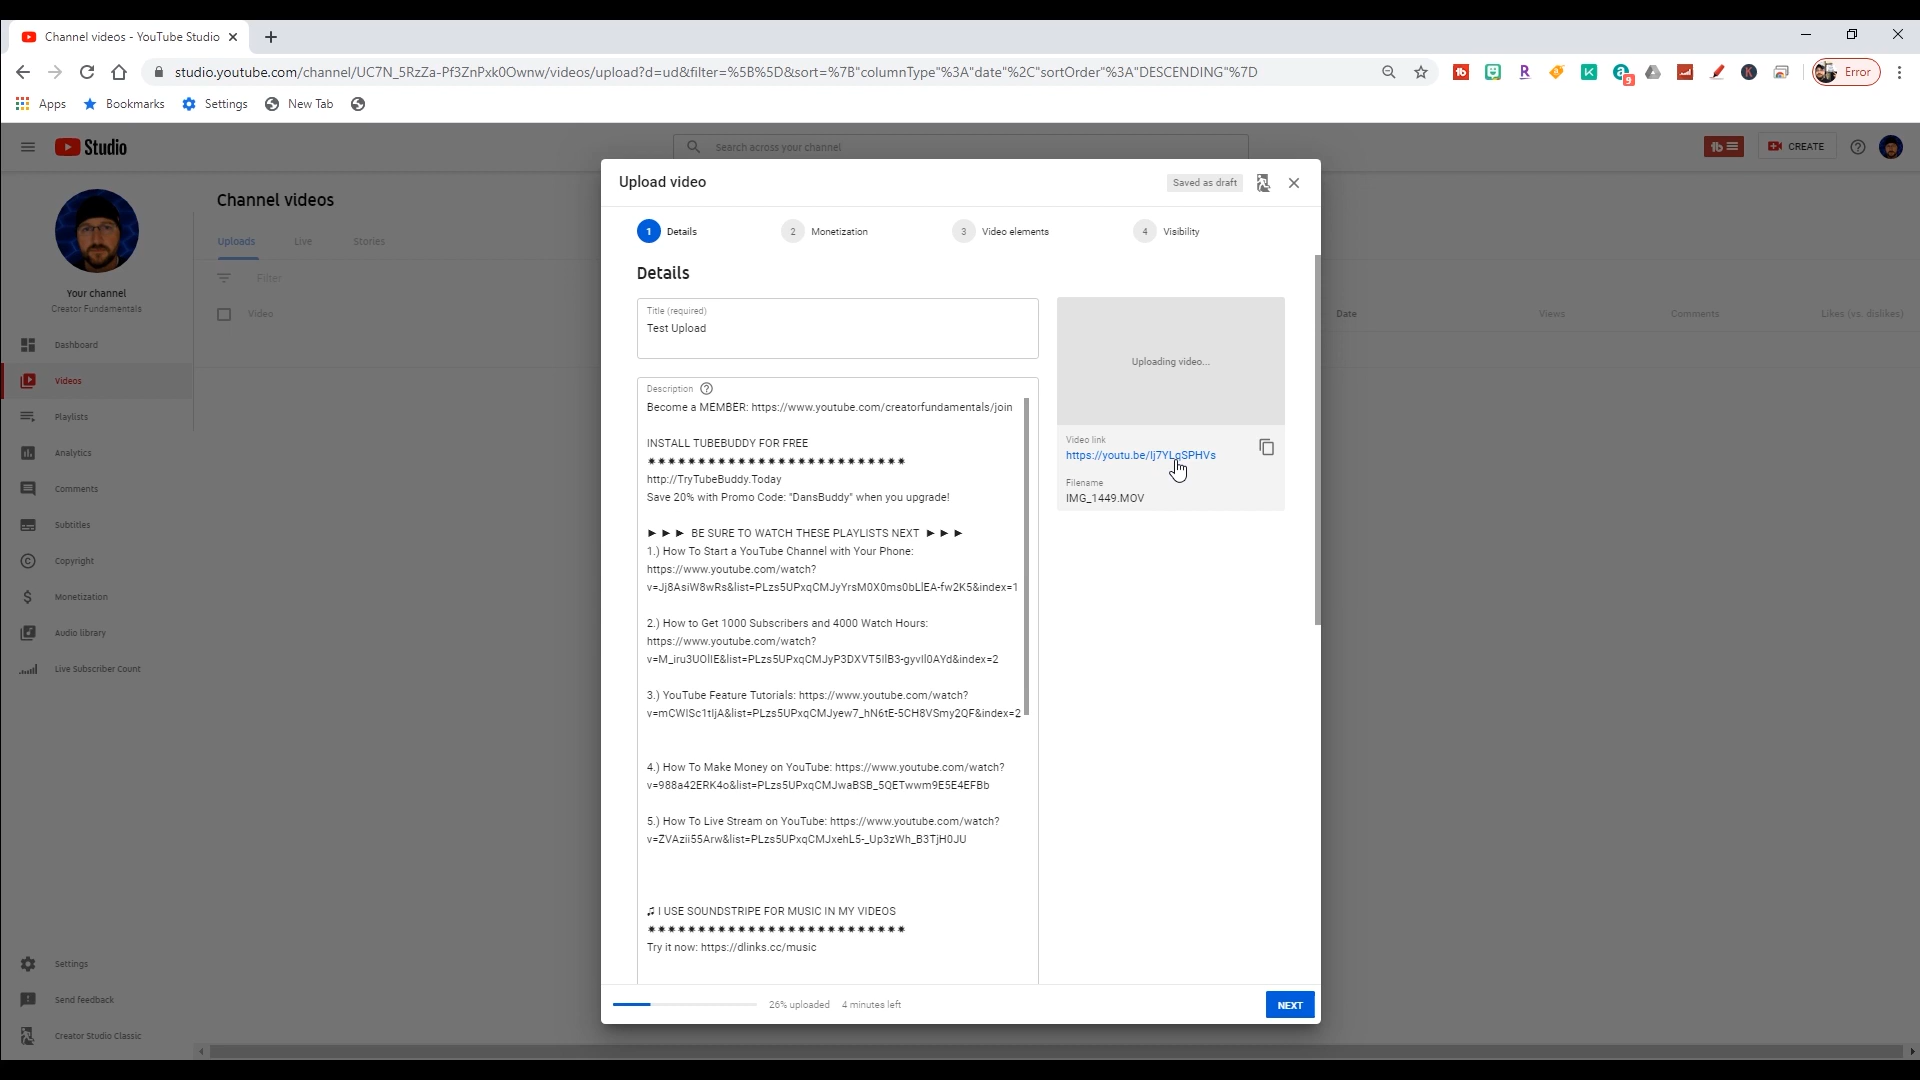 Channel videos - YouTube Studio
studio.youtube.com/channel/UC7N_5RzZa-Pf3ZnPxk0Ownw/videos/upload?d=ud&filter=%5B%5D&sort=%7B"columnType"%3A"date"%2C"sortOrder"%3A"DESCENDING"%7D
9
Error
Apps
Bookmarks
Settings
New Tab
Studio
Search across your channel
CREATE
Your channel
Creator Fundamentals
Dashboard
Videos
Playlists
Analytics
Comments
Subtitles
Copyright
Monetization
Audio library
Live Subscriber Count
Settings
Send feedback
Creator Studio Classic
Channel videos
Uploads
Live
Stories
Filter
Video
Date
Views
Comments
Likes (vs. dislikes)
Upload video
Saved as draft
1 Details
2 Monetization
3 Video elements
4 Visibility
Details
Title (required)
Test Upload
Description
Become a MEMBER: https://www.youtube.com/creatorfundamentals/join
INSTALL TUBEBUDDY FOR FREE
✷✷✷✷✷✷✷✷✷✷✷✷✷✷✷✷✷✷✷✷✷✷✷✷✷✷
http://TryTubeBuddy.Today
Save 20% with Promo Code: "DansBuddy" when you upgrade!
► ► ► BE SURE TO WATCH THESE PLAYLISTS NEXT ► ► ►
1.) How To Start a YouTube Channel with Your Phone:
https://www.youtube.com/watch?
v=Jj8AsiW8wRs&list=PLzs5UPxqCMJyYrsM0X0ms0bLlEA-fw2K5&index=1
2.) How to Get 1000 Subscribers and 4000 Watch Hours:
https://www.youtube.com/watch?
v=M_iru3UOlIE&list=PLzs5UPxqCMJyP3DXVT5IlB3-gyvIl0AYd&index=2
3.) YouTube Feature Tutorials: https://www.youtube.com/watch?
v=mCWISc1tIjA&list=PLzs5UPxqCMJyew7_hN6tE-5CH8VSmy2QF&index=2
4.) How To Make Money on YouTube: https://www.youtube.com/watch?
v=988a42ERK4o&list=PLzs5UPxqCMJwaBSB_5QETwwm9E5E4EFBb
5.) How To Live Stream on YouTube: https://www.youtube.com/watch?
v=ZVAzii55Arw&list=PLzs5UPxqCMJxehL5-_Up3zWh_B3TjH0JU
♫ I USE SOUNDSTRIPE FOR MUSIC IN MY VIDEOS
✷✷✷✷✷✷✷✷✷✷✷✷✷✷✷✷✷✷✷✷✷✷✷✷✷✷
Try it now: https://dlinks.cc/music
Uploading video...
Video link
https://youtu.be/Ij7YLgSPHVs
Filename
IMG_1449.MOV
26% uploaded
4 minutes left
NEXT